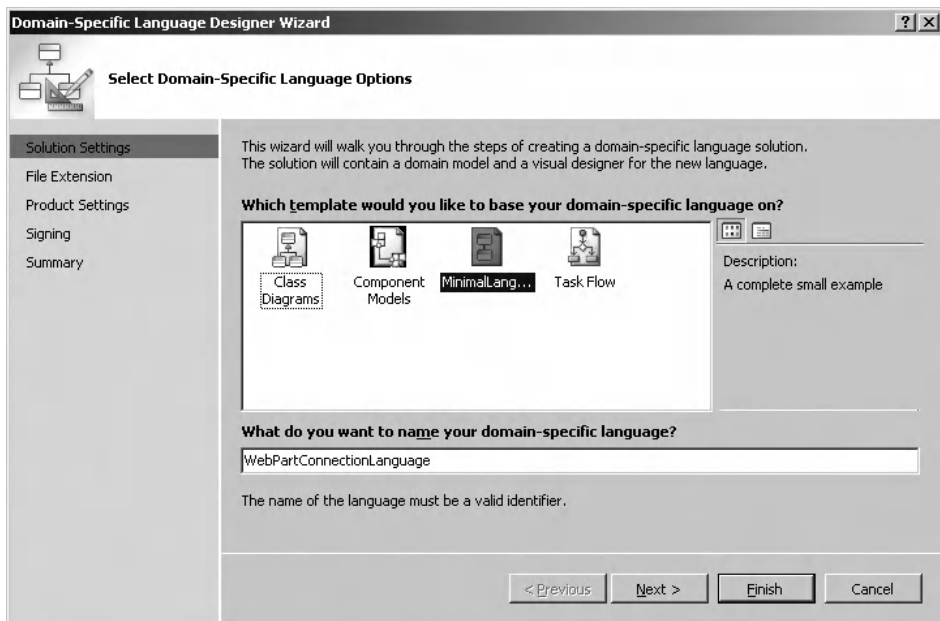 Domain-Specific Language Designer Wizard
Select Domain-Specific Language Options
Solution Settings
File Extension
Product Settings
Signing
Summary
This wizard will walk you through the steps of creating a domain-specific language solution.
The solution will contain a domain model and a visual designer for the new language.
Which template would you like to base your domain-specific language on?
Class
Diagrams
Component
Models
MinimalLang...
Task Flow
Description:
A complete small example
What do you want to name your domain-specific language?
WebPartConnectionLanguage
The name of the language must be a valid identifier.
< Previous
Next >
Finish
Cancel